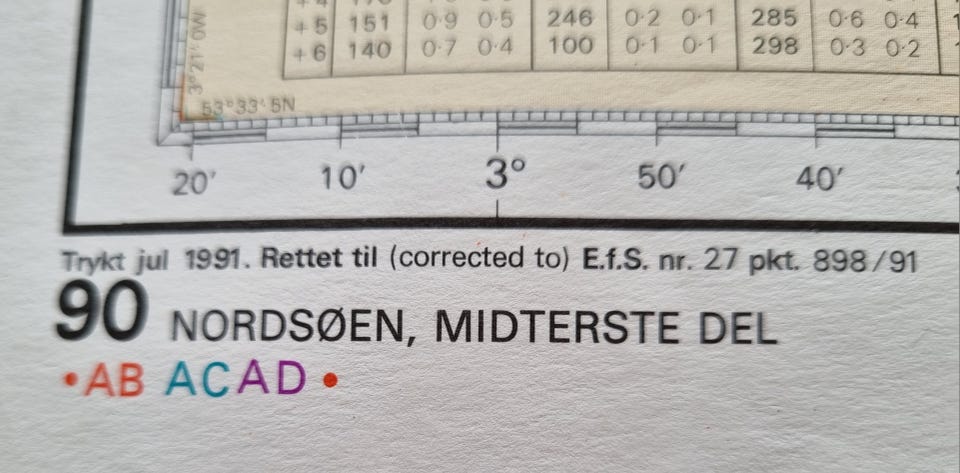 +5 151 0·9 0·5 246 0·2 0·1 285 0·6 0·4
+6 140 0·7 0·4 100 0·1 0·1 298 0·3 0·2
3°21'·0W
53°33'·5N
20' 10' 3° 50' 40'
Trykt jul 1991. Rettet til (corrected to) E.f.S. nr. 27 pkt. 898/91
90 NORDSØEN, MIDTERSTE DEL
•AB ACAD •